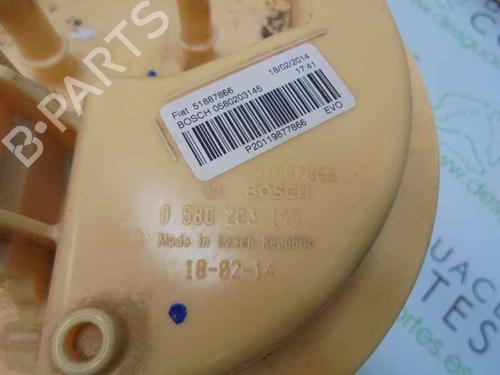 Fiat 51887866
18/02/2014
BOSCH 0580203145
17:41
P20119877866
EVO
51887866
BOSCH
0 580 203 145
Made in Czech Republic
18-02-14